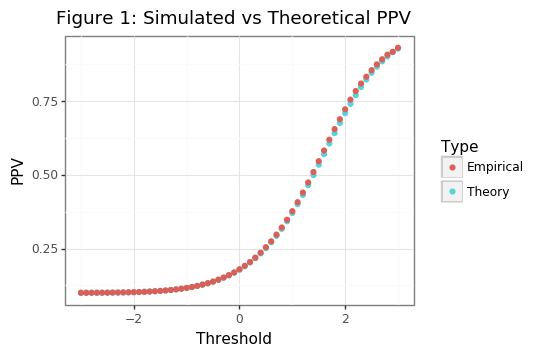 Figure 1: Simulated vs Theoretical PPV
0.75
0.50
0.25
PPV
−2
0
2
Threshold
Type
Empirical
Theory